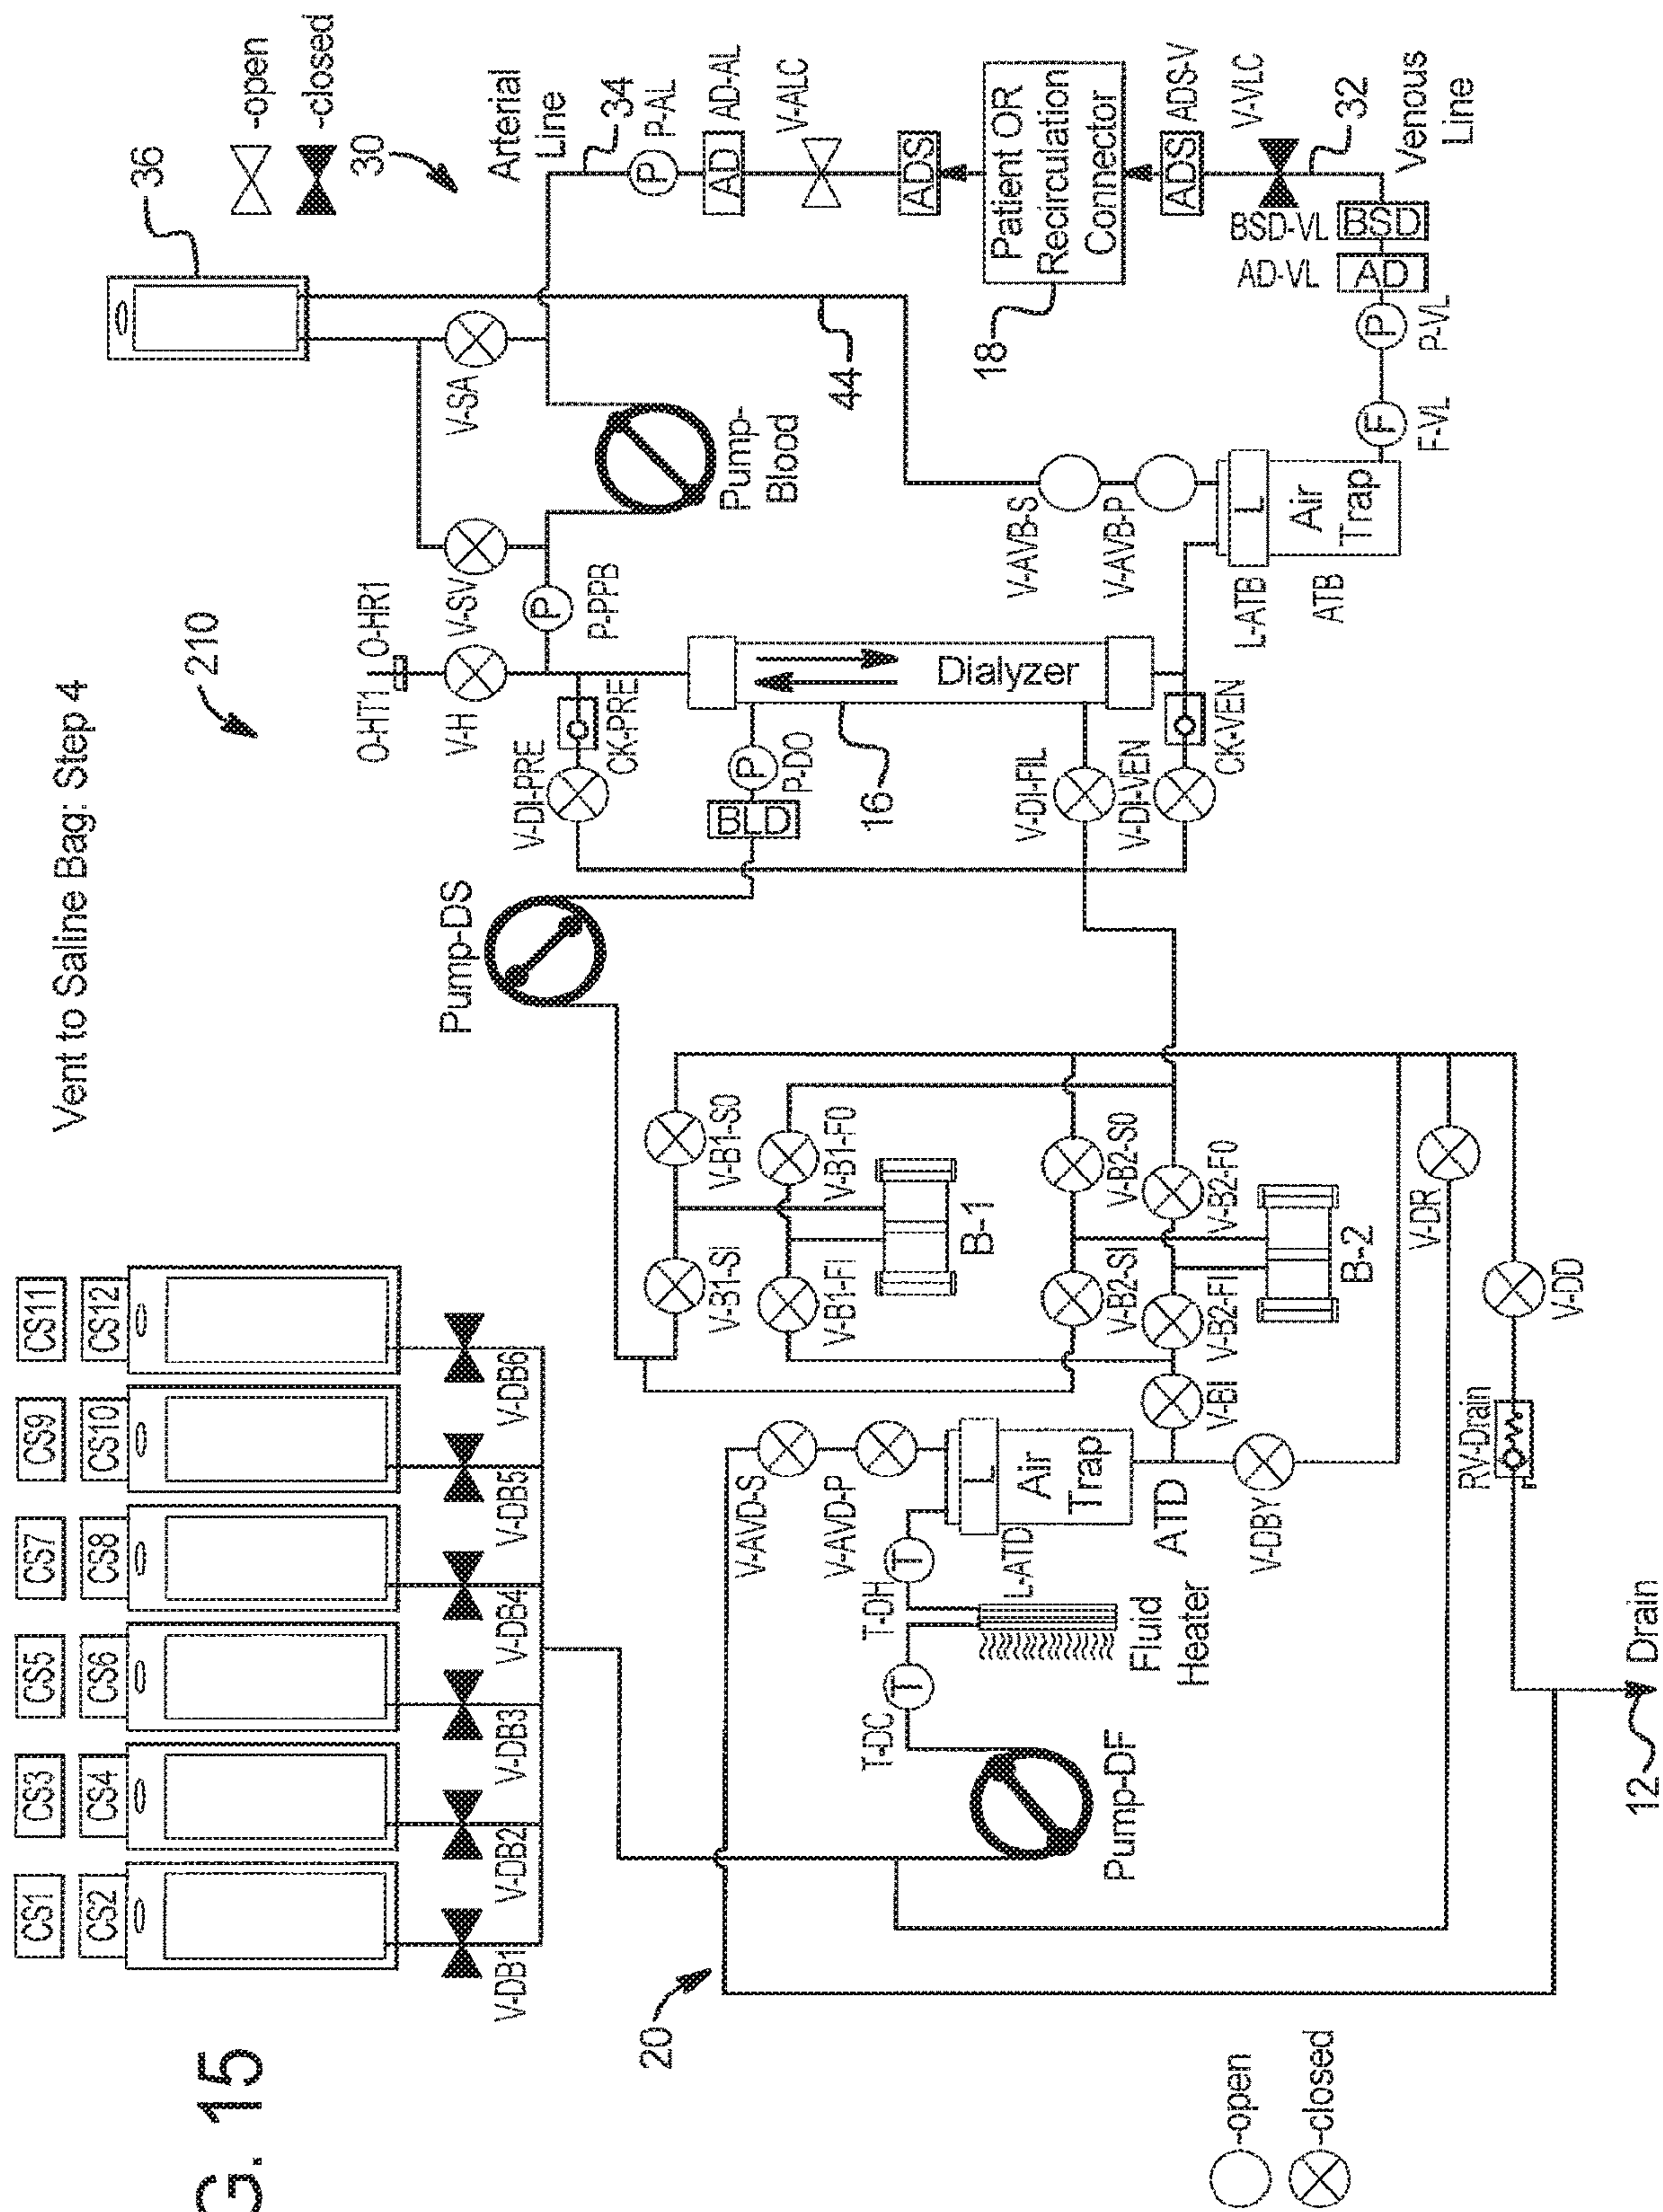 G. 15
Vent to Saline Bag: Step 4
210
36
-open
-closed
30
CS1
CS2
CS3
CS4
CS5
CS6
CS7
CS8
CS9
CS10
CS11
CS12
V-DB1
V-DB2
V-DB3
V-DB4
V-DB5
V-DB6
Pump-DS
O-HT1
O-HR1
V-H
V-SV
V-SA
Arterial
Line
34
P
P-AL
AD
AD-AL
V-ALC
ADS
Patient OR
Recirculation
Connector
18
ADS
ADS-V
V-VLC
32
Venous
Line
BSD-VL
BSD
AD-VL
AD
P
P-VL
F
F-VL
44
Pump-
Blood
P
P-PPB
V-DI-PRE
CK-PRE
BLD
P
P-DO
16
Dialyzer
V-DI-FIL
V-DI-VEN
CK-VEN
V-AVB-S
V-AVB-P
L-ATB
L
Air
Trap
ATB
V-B1-SI
V-B1-S0
V-B1-FI
V-B1-F0
B-1
V-B2-SI
V-B2-S0
V-B2-FI
V-B2-F0
B-2
V-BI
V-DR
V-DD
RV-Drain
V-AVD-S
V-AVD-P
L
Air
Trap
L-ATD
ATD
V-DBY
T
T-DH
T
T-DC
Fluid
Heater
Pump-DF
20
12
Drain
-open
-closed